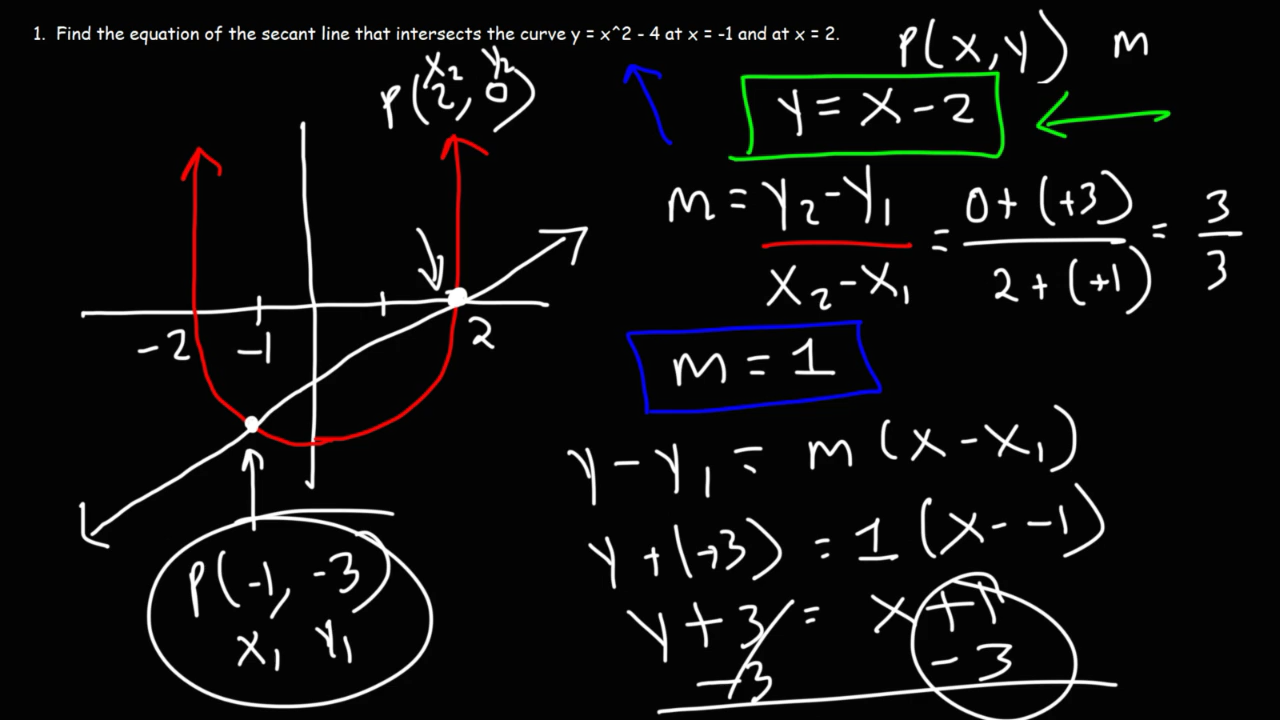 1. Find the equation of the secant line that intersects the curve y = x^2 - 4 at x = -1 and at x = 2.
P(x,y) m
x₂ y₂
P(2, 0)
y = x - 2
m = y₂-y₁ / x₂-x₁ = 0+(+3) / 2+(+1) = 3/3
-2 -1 2
m = 1
y - y₁ = m(x - x₁)
P(-1, -3)
x₁ y₁
y+(+3) = 1(x--1)
y+3 = x+1
-3 -3